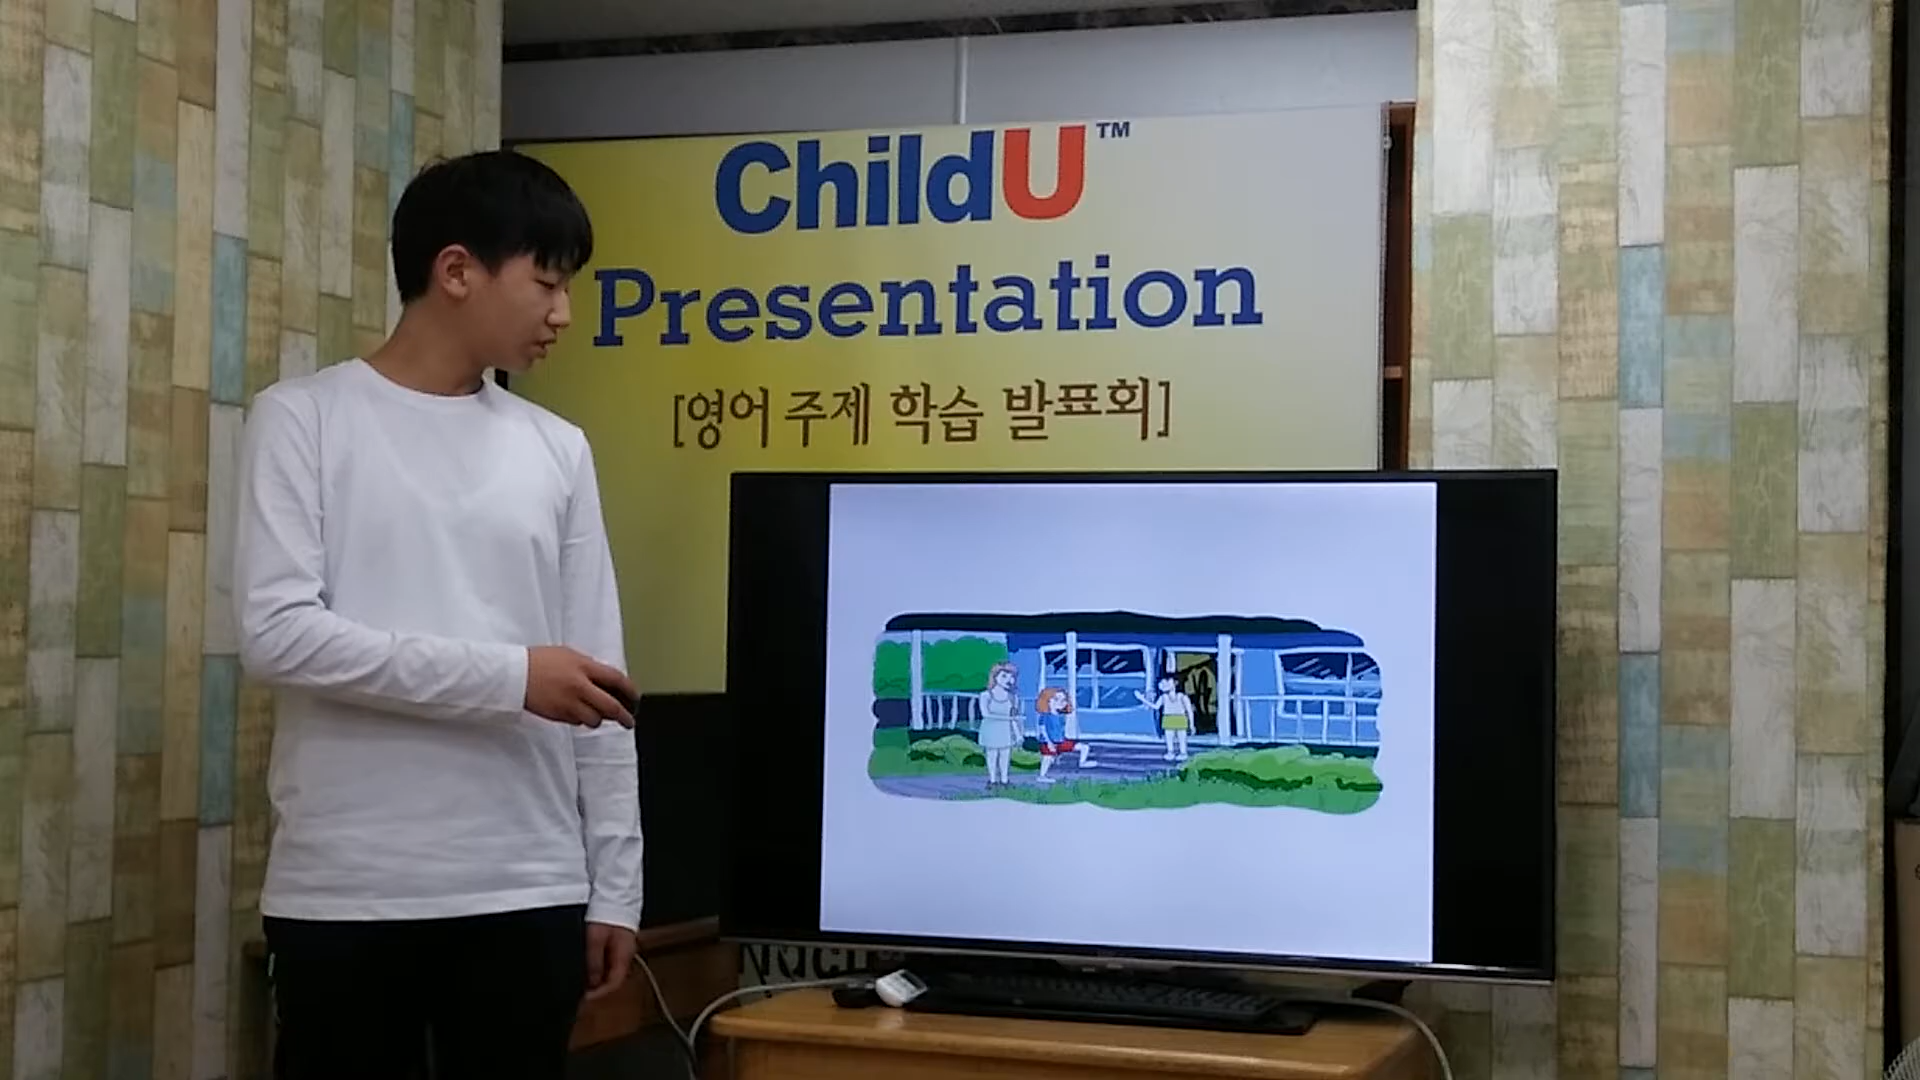 ChildU™
Presentation
[영어 주제 학습 발표회]